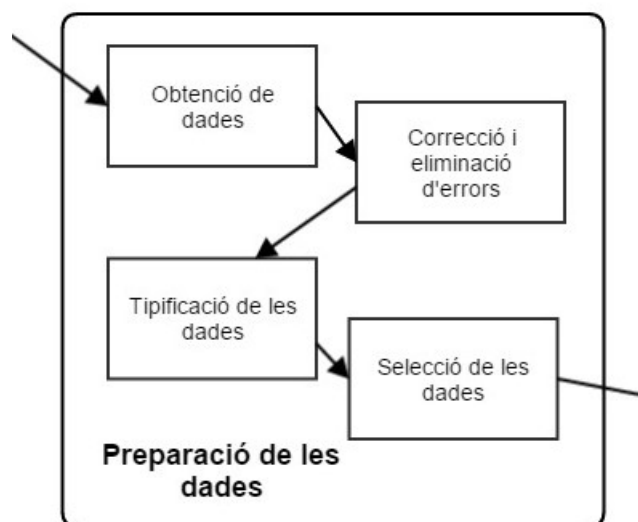 Obtenció de
dades
Correcció i
eliminació
d'errors
Tipificació de les
dades
Selecció de les
dades
Preparació de les
dades